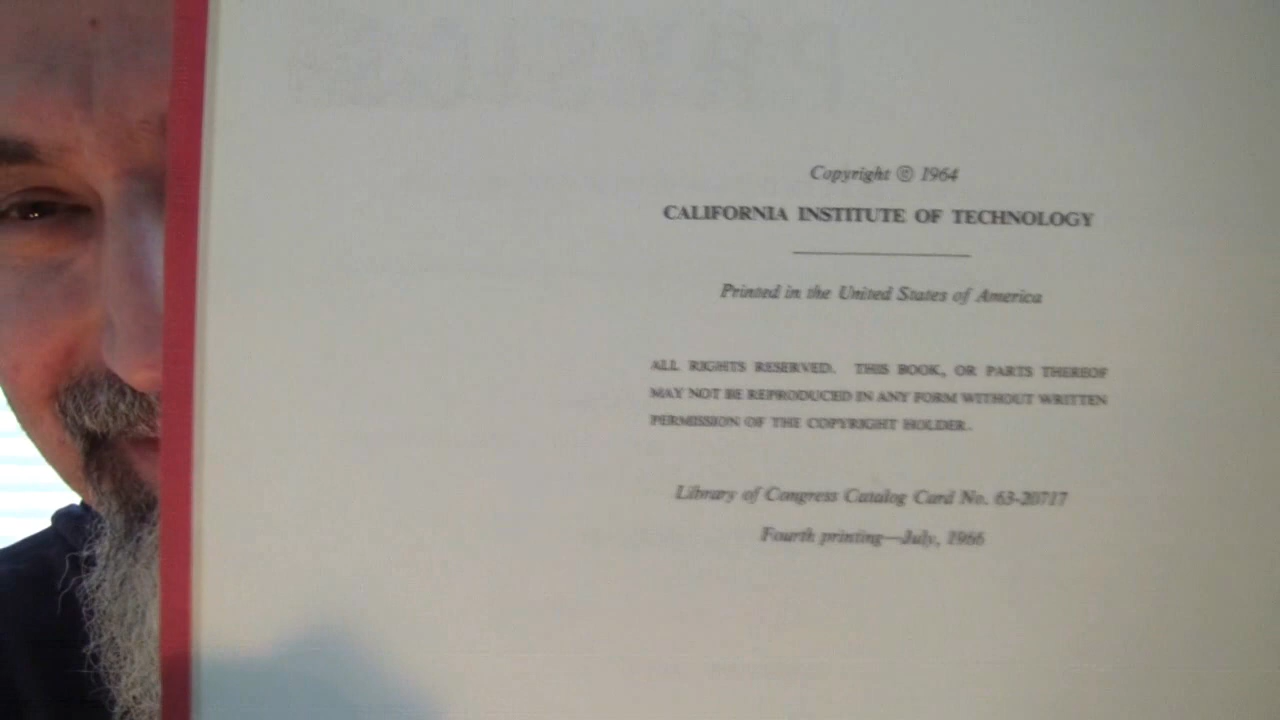 Copyright © 1964
CALIFORNIA INSTITUTE OF TECHNOLOGY
Printed in the United States of America
ALL RIGHTS RESERVED. THIS BOOK, OR PARTS THEREOF
MAY NOT BE REPRODUCED IN ANY FORM WITHOUT WRITTEN
PERMISSION OF THE COPYRIGHT HOLDER.
Library of Congress Catalog Card No. 63-20717
Fourth printing—July, 1966